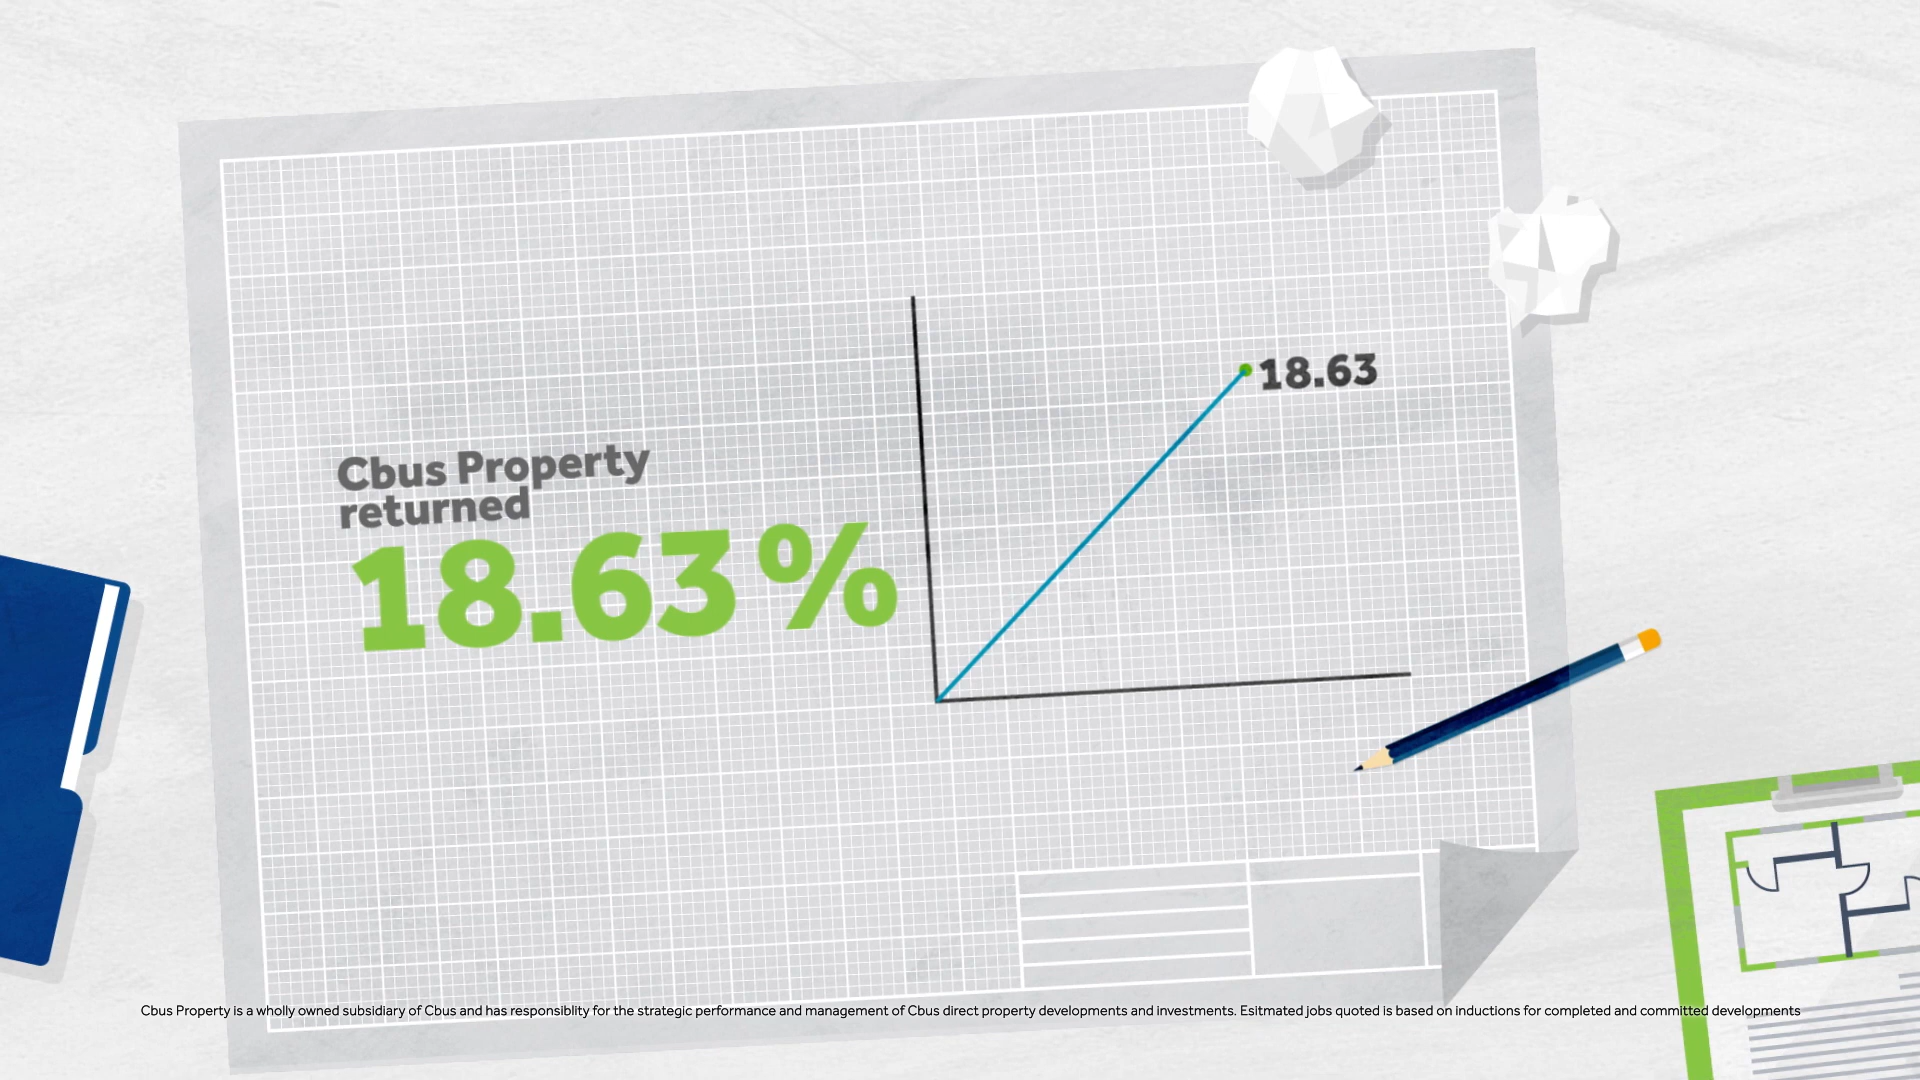 18.63
Cbus Property
returned
18.63%
Cbus Property is a wholly owned subsidiary of Cbus and has responsiblity for the strategic performance and management of Cbus direct property developments and investments. Esitmated jobs quoted is based on inductions for completed and committed developments